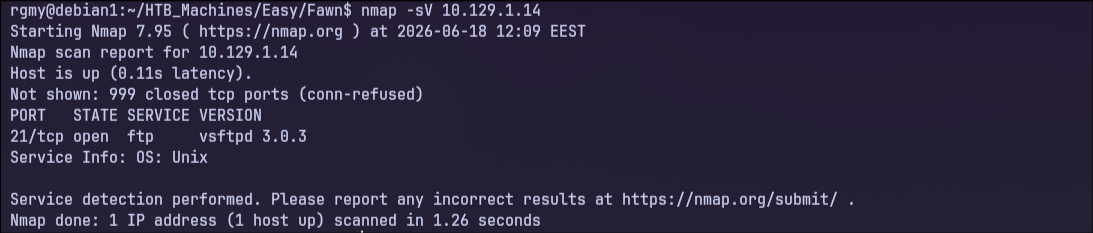 rgmy@debian1:~/HTB_Machines/Easy/Fawn$ nmap -sV 10.129.1.14
Starting Nmap 7.95 ( https://nmap.org ) at 2026-06-18 12:09 EEST
Nmap scan report for 10.129.1.14
Host is up (0.11s latency).
Not shown: 999 closed tcp ports (conn-refused)
PORT   STATE SERVICE VERSION
21/tcp open  ftp     vsftpd 3.0.3
Service Info: OS: Unix

Service detection performed. Please report any incorrect results at https://nmap.org/submit/ .
Nmap done: 1 IP address (1 host up) scanned in 1.26 seconds